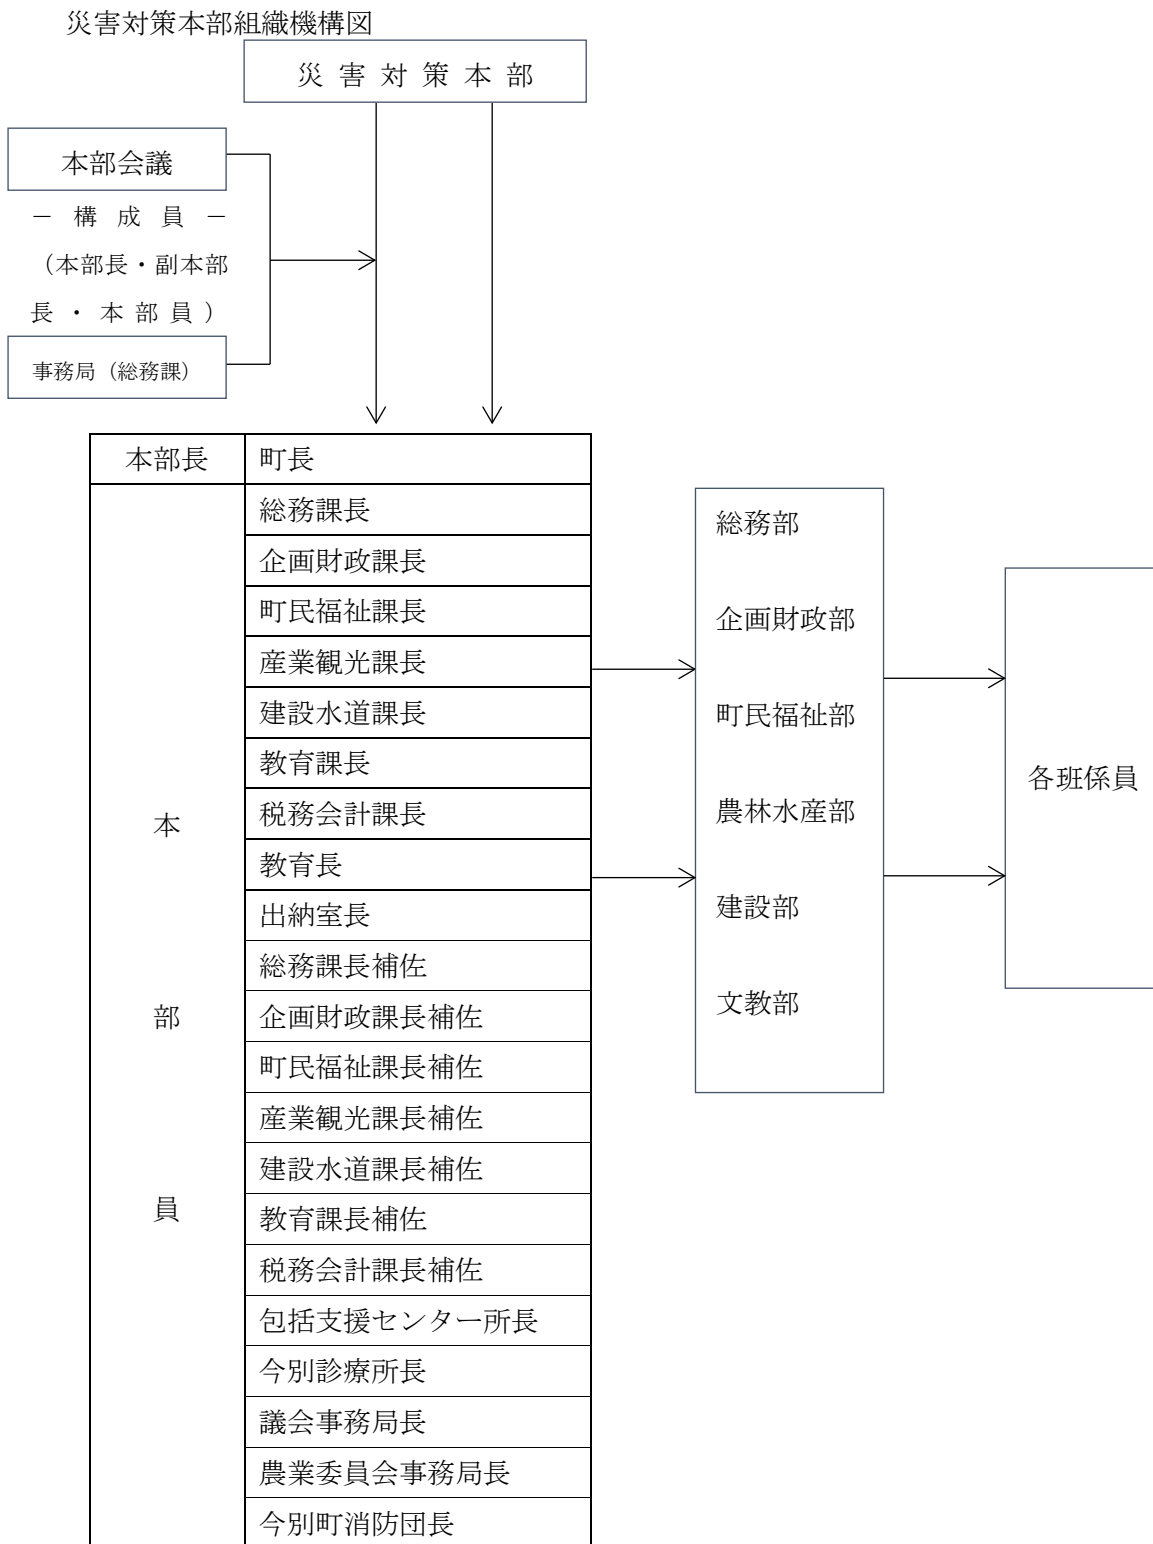 災害対策本部組織機構図
災害対策本部
本部会議
－構成員－
（本部長・副本部
長・本部員）
事務局（総務課）
本部長 町長
本部員
総務課長
企画財政課長
町民福祉課長
産業観光課長
建設水道課長
教育課長
税務会計課長
教育長
出納室長
総務課長補佐
企画財政課長補佐
町民福祉課長補佐
産業観光課長補佐
建設水道課長補佐
教育課長補佐
税務会計課長補佐
包括支援センター所長
今別診療所長
議会事務局長
農業委員会事務局長
今別町消防団長
総務部
企画財政部
町民福祉部
農林水産部
建設部
文教部
各班係員